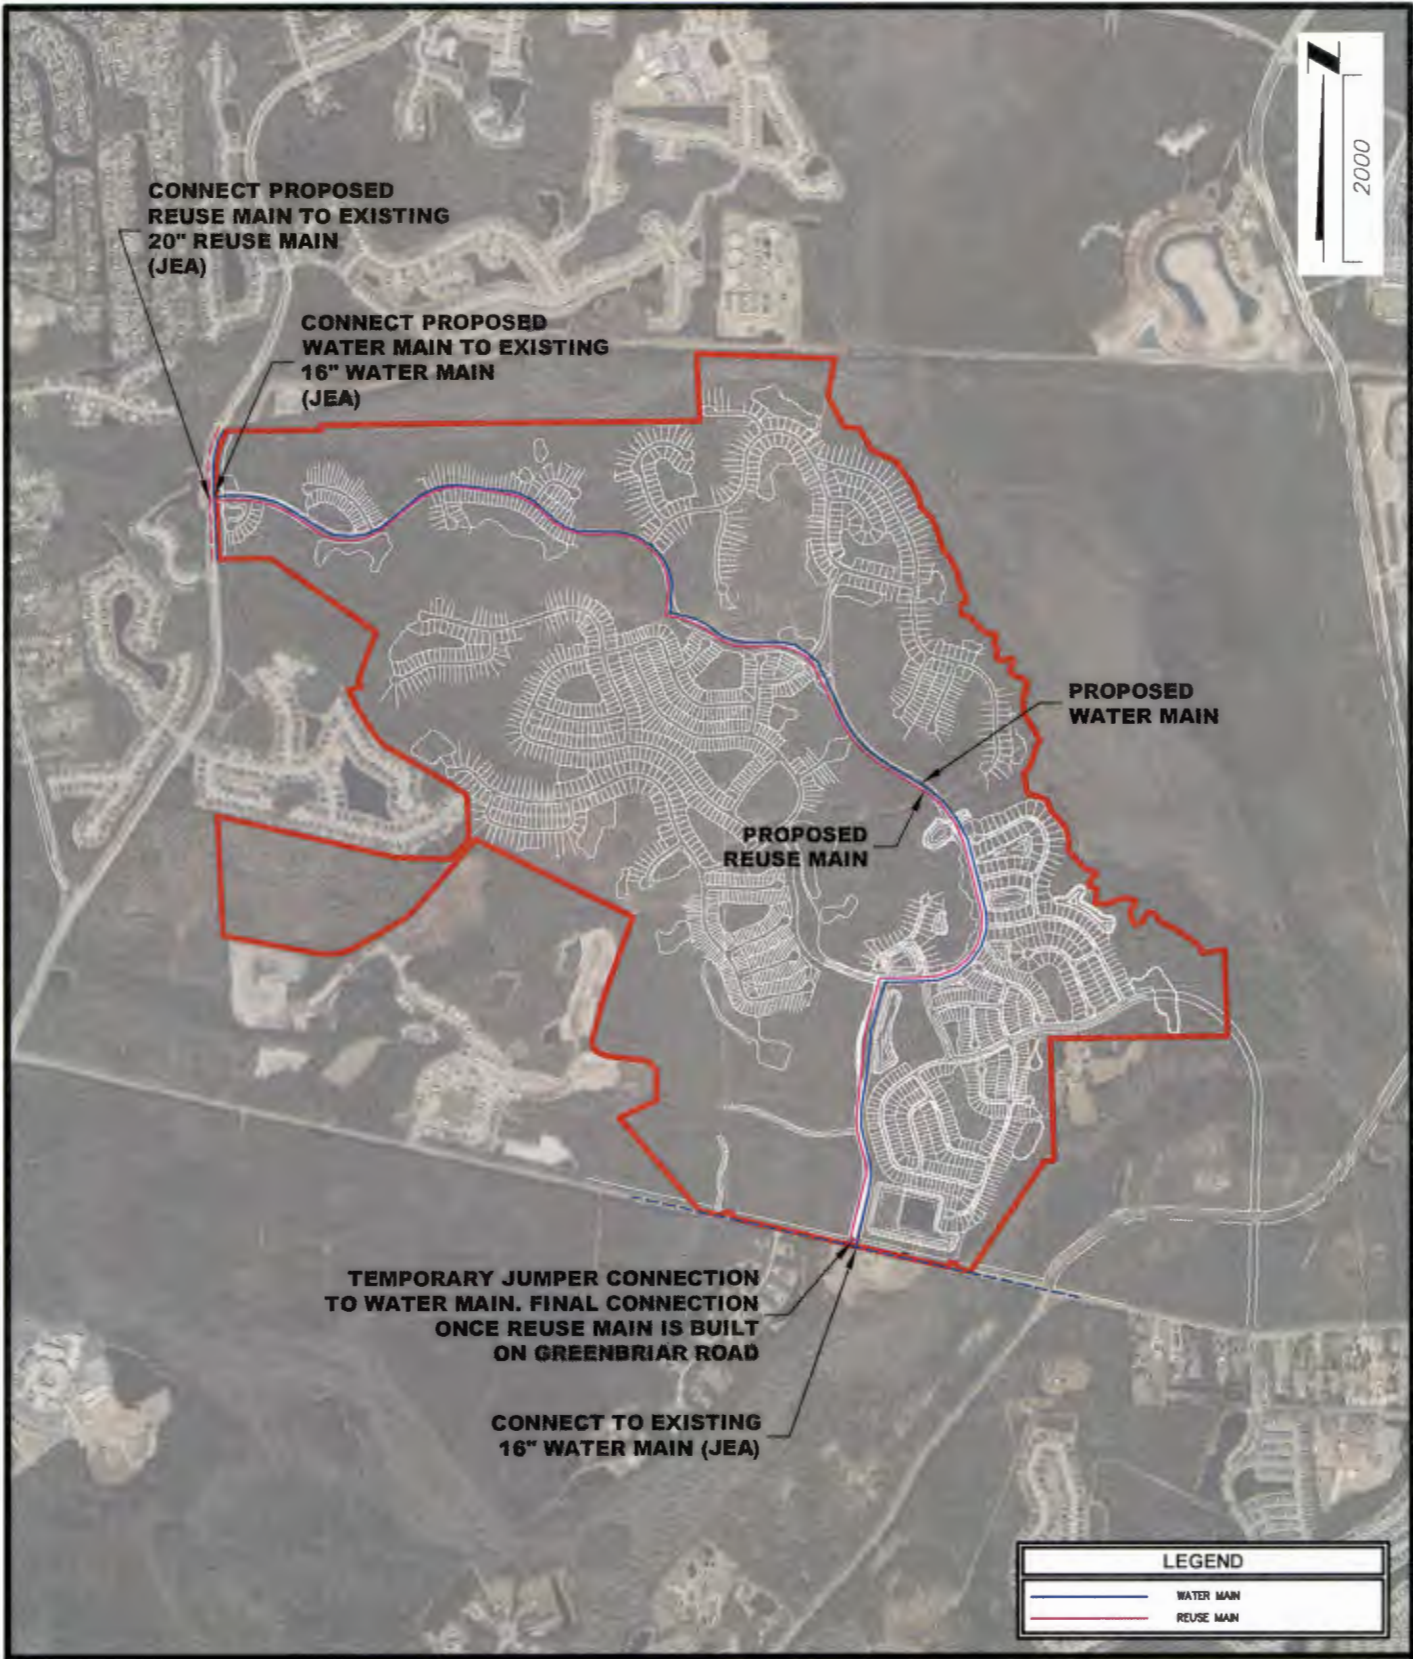 N
2000
CONNECT PROPOSED
REUSE MAIN TO EXISTING
20" REUSE MAIN
(JEA)
CONNECT PROPOSED
WATER MAIN TO EXISTING
16" WATER MAIN
(JEA)
PROPOSED
WATER MAIN
PROPOSED
REUSE MAIN
TEMPORARY JUMPER CONNECTION
TO WATER MAIN. FINAL CONNECTION
ONCE REUSE MAIN IS BUILT
ON GREENBRIAR ROAD
CONNECT TO EXISTING
16" WATER MAIN (JEA)
LEGEND
WATER MAIN
REUSE MAIN